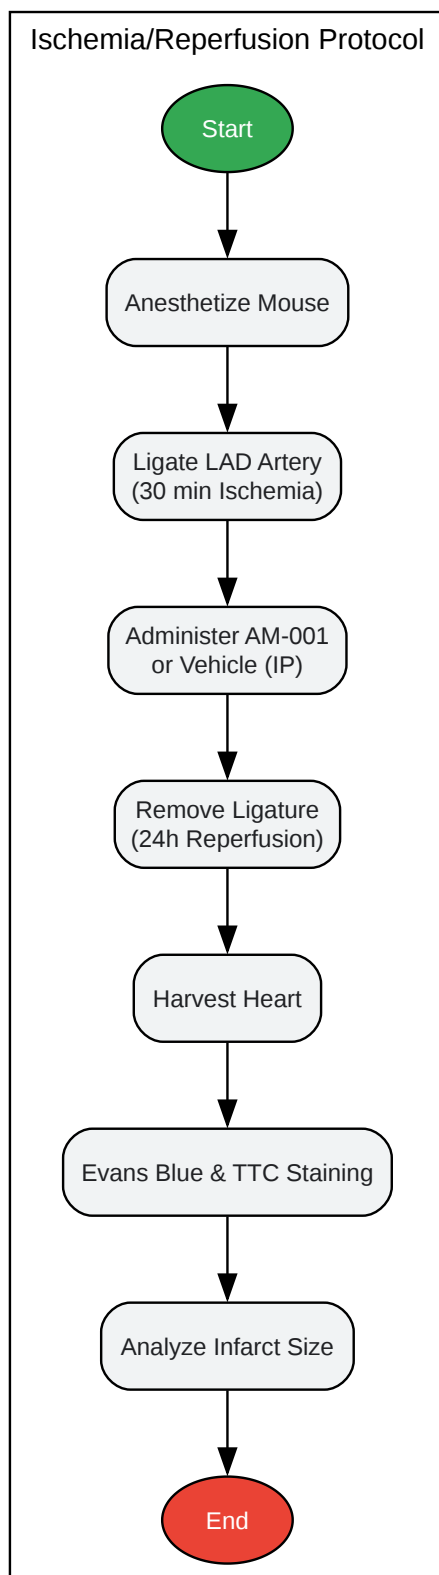 Ischemia/Reperfusion Protocol
Start
Anesthetize Mouse
Ligate LAD Artery
(30 min Ischemia)
Administer AM-001
or Vehicle (IP)
Remove Ligature
(24h Reperfusion)
Harvest Heart
Evans Blue & TTC Staining
Analyze Infarct Size
End